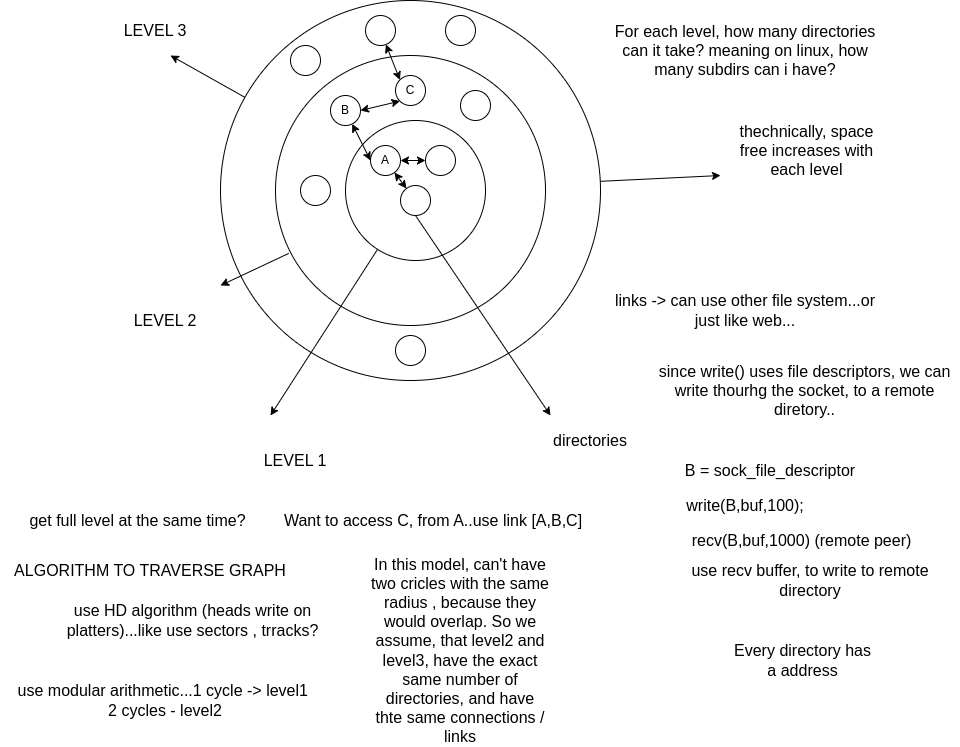 LEVEL 3
For each level, how many directories
can it take? meaning on linux, how
many subdirs can i have?
C
B
A
thechnically, space
free increases with
each level
LEVEL 2
links -> can use other file system...or
just like web...
since write() uses file descriptors, we can
write thourhg the socket, to a remote
diretory..
directories
LEVEL 1
B = sock_file_descriptor
write(B,buf,100);
recv(B,buf,1000) (remote peer)
use recv buffer, to write to remote
directory
Every directory has
a address
get full level at the same time?
Want to access C, from A..use link [A,B,C]
ALGORITHM TO TRAVERSE GRAPH
use HD algorithm (heads write on
platters)...like use sectors , trracks?
use modular arithmetic...1 cycle -> level1
2 cycles - level2
In this model, can't have
two cricles with the same
radius , because they
would overlap. So we
assume, that level2 and
level3, have the exact
same number of
directories, and have
thte same connections /
links